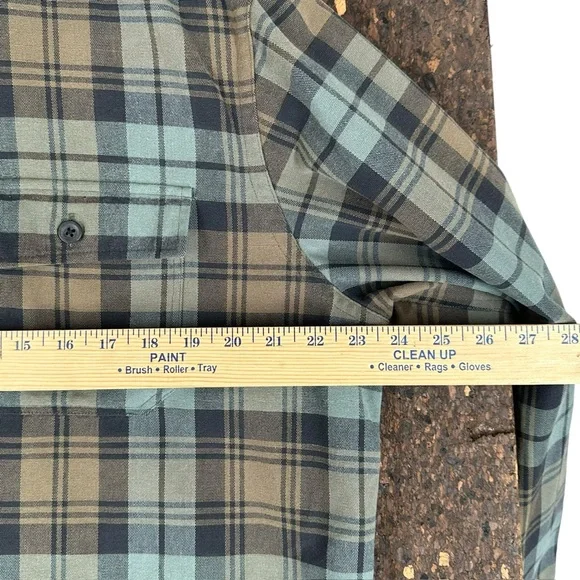 15 16 17 18 19 20 21 22 23 24 25 26 27 28
PAINT CLEAN UP
• Brush • Roller • Tray • Cleaner • Rags • Gloves